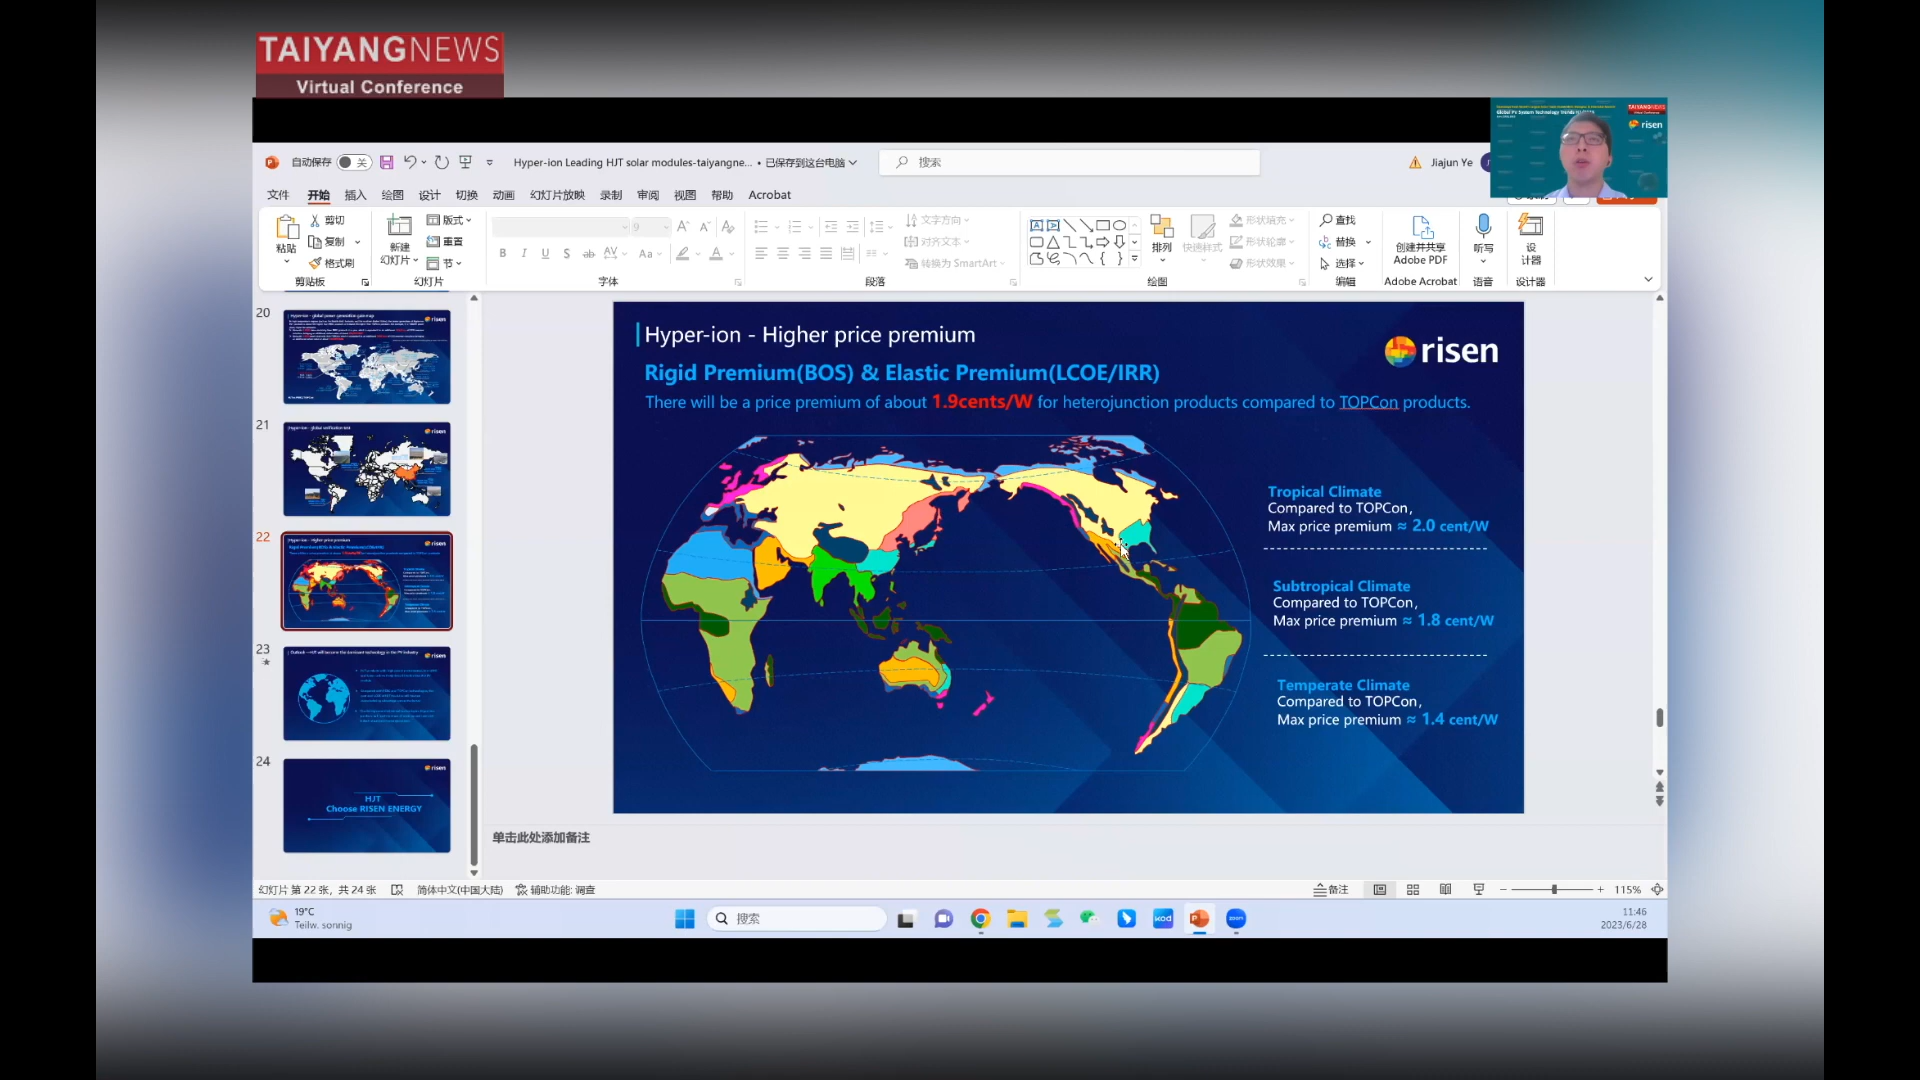 TAIYANGNEWS
Virtual Conference
TAIYANGNEWS
risen
自动保存 关
Hyper-ion Leading HJT solar modules-taiyangne... • 已保存到这台电脑
搜索
Jiajun Ye
文件 开始 插入 绘图 设计 切换 动画 幻灯片放映 录制 审阅 视图 帮助 Acrobat
粘贴
剪切
复制
格式刷
剪贴板
新建
幻灯片
版式
重置
节
幻灯片
9
字体
文字方向
对齐文本
转换为 SmartArt
段落
排列
快速样式
形状填充
形状轮廓
形状效果
绘图
查找
替换
选择
编辑
创建并共享
Adobe PDF
Adobe Acrobat
听写
语音
设
计器
设计器
20
risen
21
risen
22
risen
23
risen
24
risen
HJT
Choose RISEN ENERGY
Hyper-ion - Higher price premium
risen
Rigid Premium(BOS) & Elastic Premium(LCOE/IRR)
There will be a price premium of about 1.9cents/W for heterojunction products compared to TOPCon products.
Tropical Climate
Compared to TOPCon,
Max price premium ≈ 2.0 cent/W
Subtropical Climate
Compared to TOPCon,
Max price premium ≈ 1.8 cent/W
Temperate Climate
Compared to TOPCon,
Max price premium ≈ 1.4 cent/W
单击此处添加备注
幻灯片 第 22 张，共 24 张 简体中文(中国大陆) 辅助功能: 调查
备注
115%
19°C
Teilw. sonnig
搜索
kod
zoom
11:46
2023/6/28